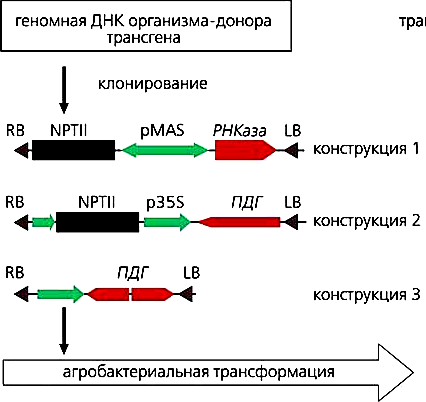 геномная ДНК организма-донора
трансгена
тран
клонирование
RB NPTII pMAS РНКаза LB
конструкция 1
RB NPTII p35S ПДГ LB
конструкция 2
RB ПДГ LB
конструкция 3
агробактериальная трансформация